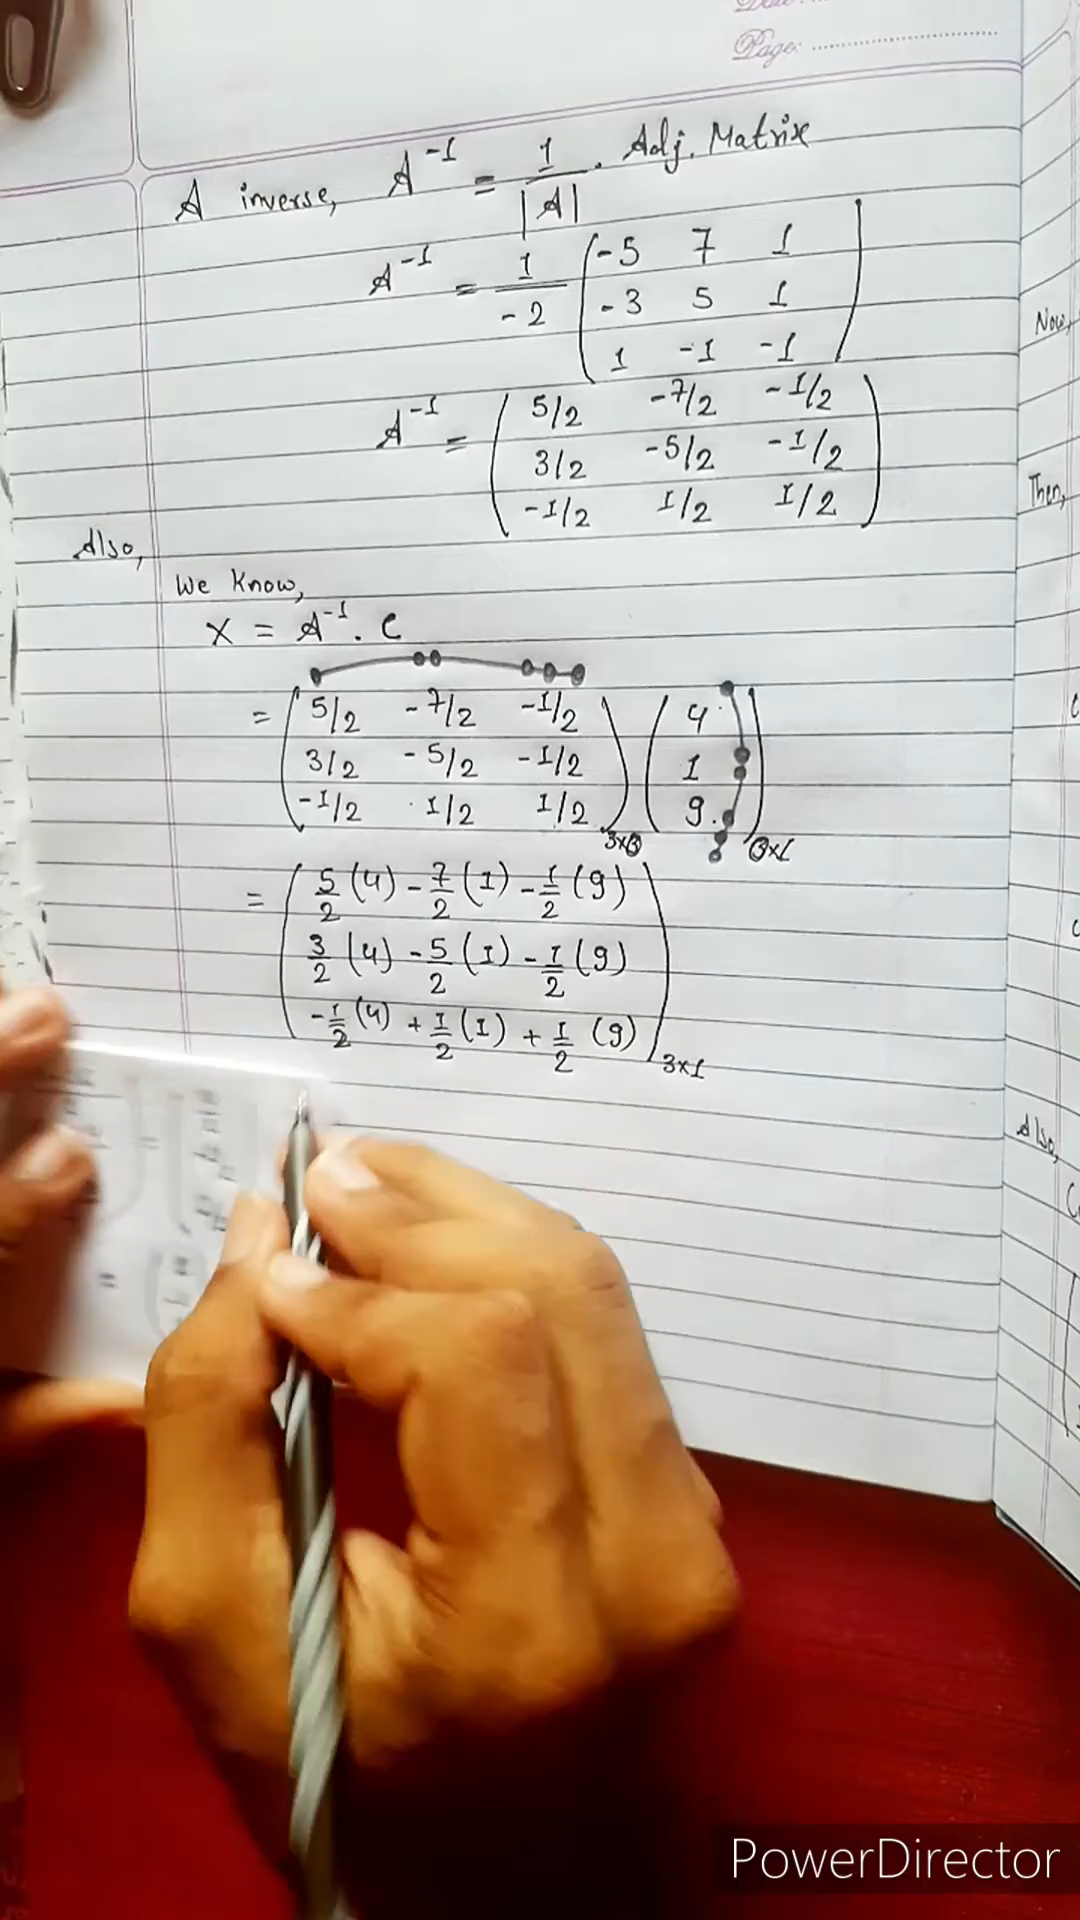 Page:
A inverse, A⁻¹ = 1/|A| . Adj. Matrix
A⁻¹ = 1/-2 (-5 7 1
-3 5 1
1 -1 -1)
A⁻¹ = (5/2 -7/2 -1/2
3/2 -5/2 -1/2
-1/2 1/2 1/2)
Also,
We Know,
X = A⁻¹. C
= (5/2 -7/2 -1/2
3/2 -5/2 -1/2
-1/2 1/2 1/2)3×3 (4
1
9)3×1
= (5/2 (4) - 7/2 (1) - 1/2 (9)
3/2 (4) - 5/2 (1) - 1/2 (9)
-1/2 (4) + 1/2 (1) + 1/2 (9))3×1
Now,
Then,
Also,
PowerDirector